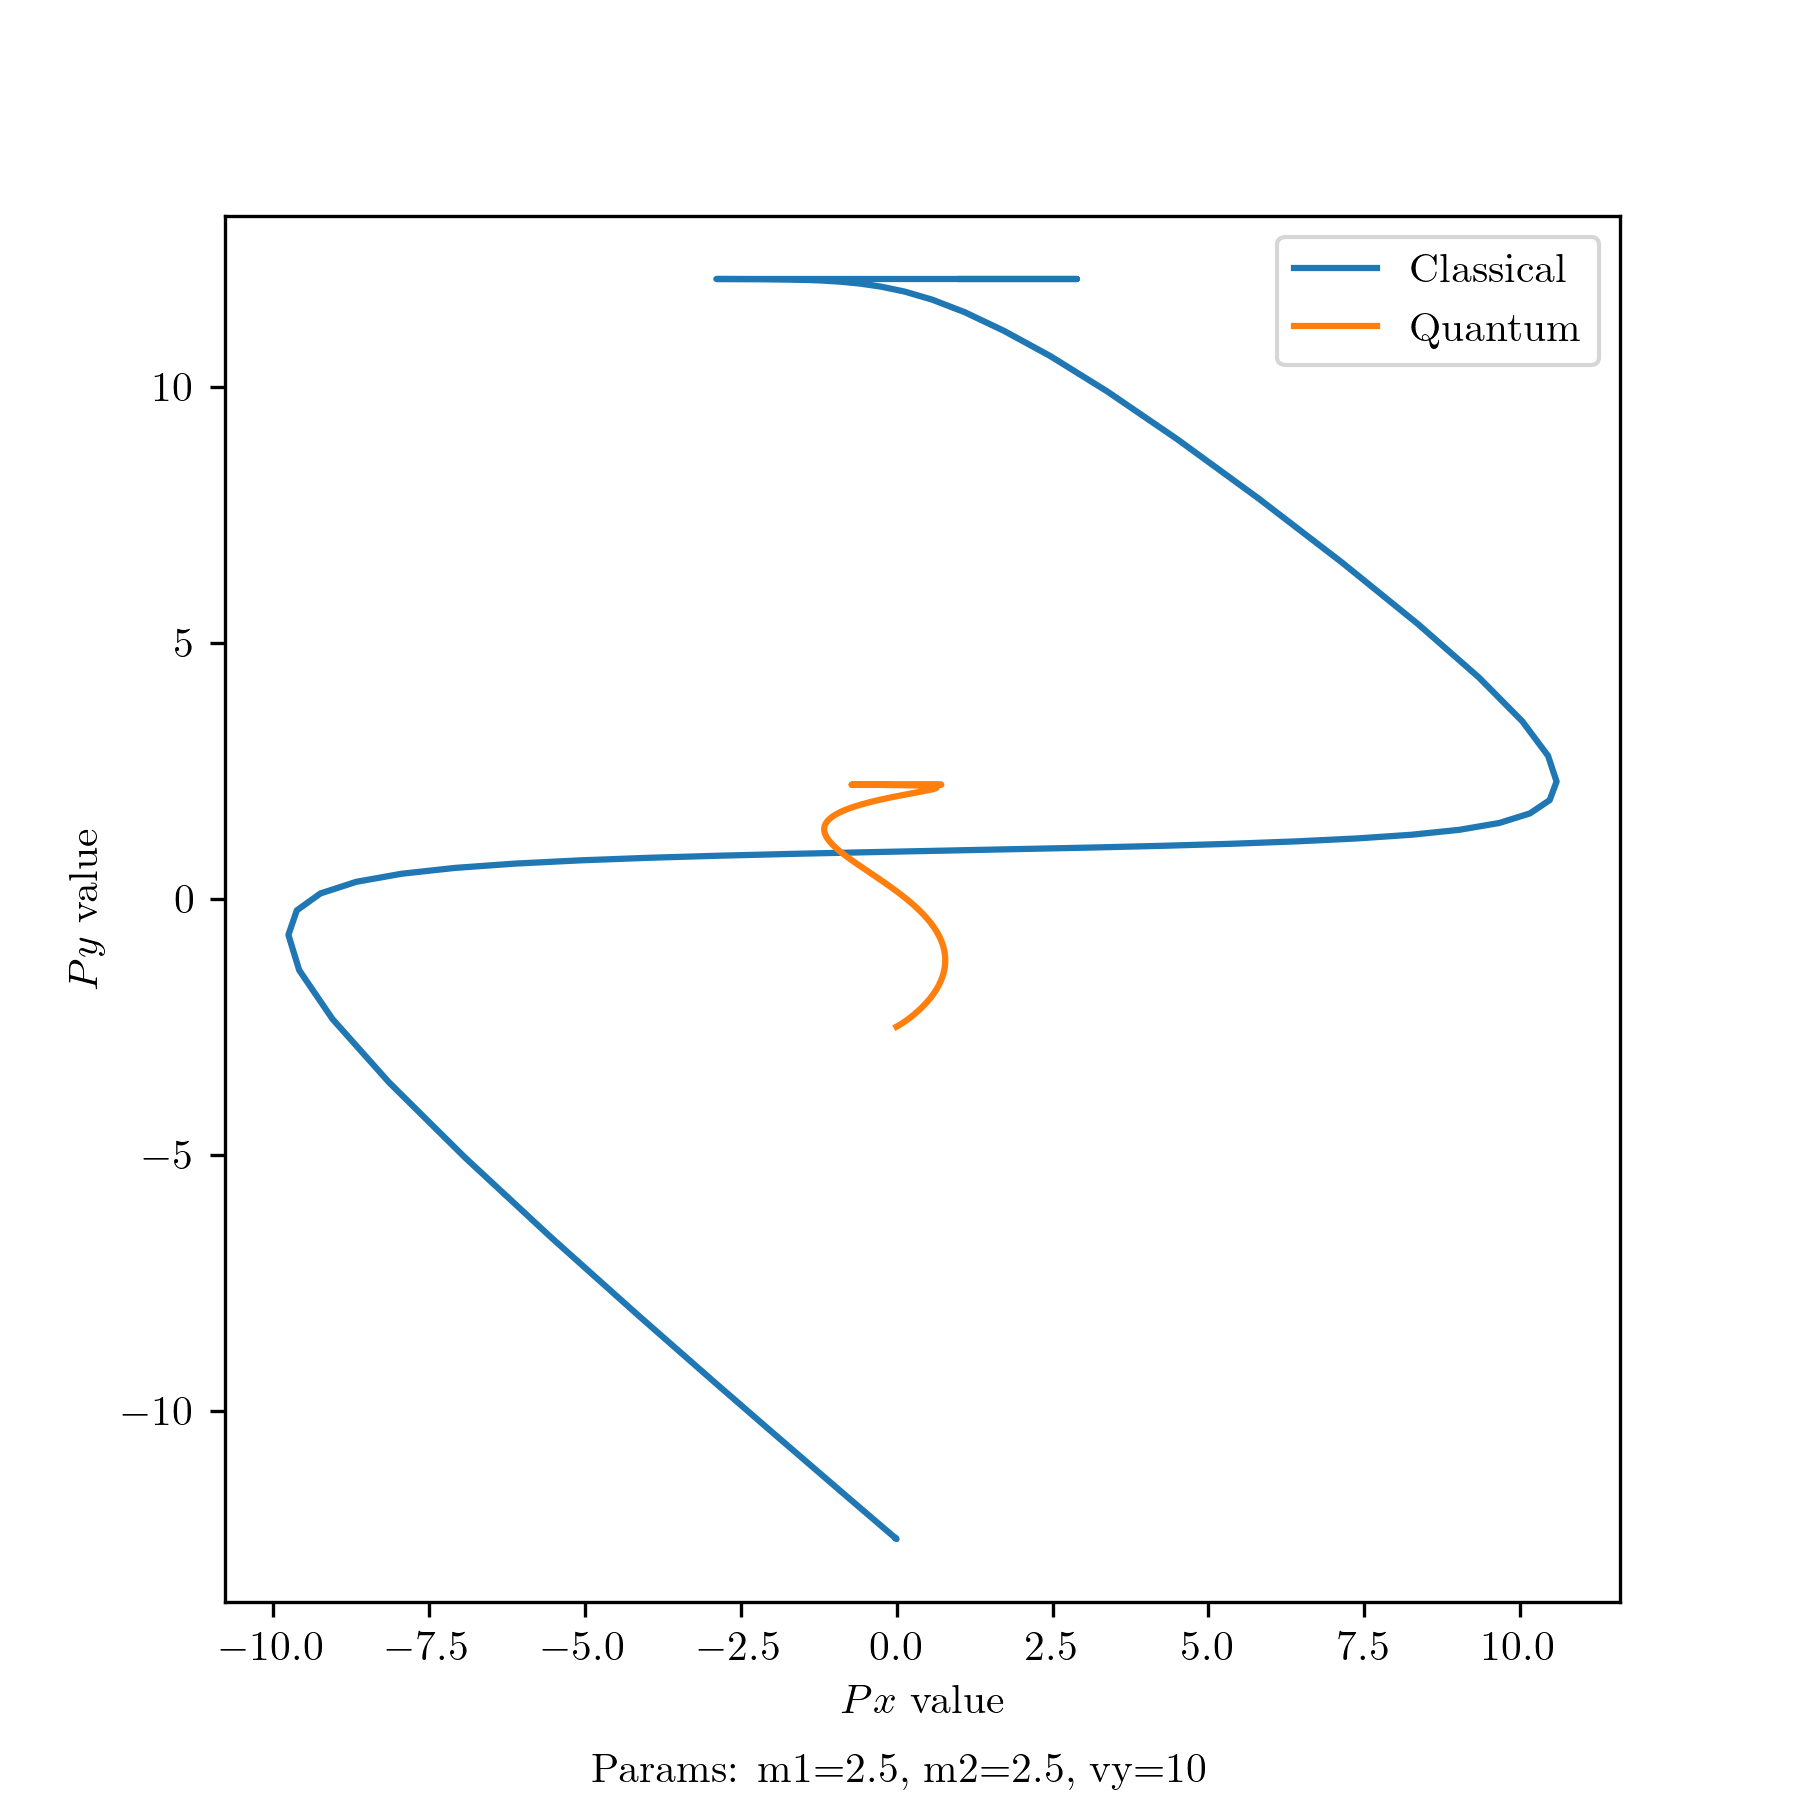 Classical
Quantum
10
5
0
−5
−10
Py value
−10.0 −7.5 −5.0 −2.5 0.0 2.5 5.0 7.5 10.0
Px value
Params: m1=2.5, m2=2.5, vy=10